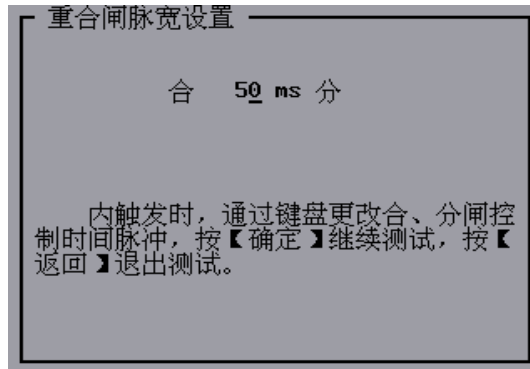 重合闸脉宽设置
合 50 ms 分
内触发时，通过键盘更改合、分闸控
制时间脉冲，按【确定】继续测试，按【
返回】退出测试。